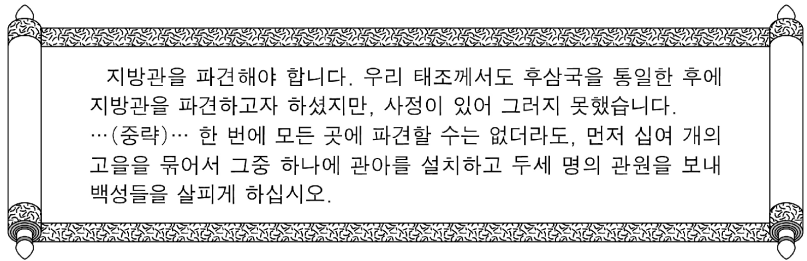 지방관을 파견해야 합니다. 우리 태조께서도 후삼국을 통일한 후에
지방관을 파견하고자 하셨지만, 사정이 있어 그러지 못했습니다.
…(중략)… 한 번에 모든 곳에 파견할 수는 없더라도, 먼저 십여 개의
고을을 묶어서 그중 하나에 관아를 설치하고 두세 명의 관원을 보내
백성들을 살피게 하십시오.